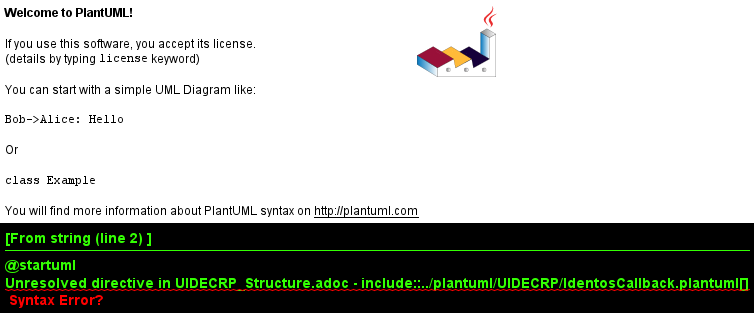 Welcome to PlantUML!
If you use this software, you accept its license.
(details by typing license keyword)
You can start with a simple UML Diagram like:
Bob->Alice: Hello
Or
class Example
You will find more information about PlantUML syntax on http://plantuml.com
[From string (line 2) ]
@startuml
Unresolved directive in UIDECRP_Structure.adoc - include::../plantuml/UIDECRP/IdentosCallback.plantuml[]
Syntax Error?